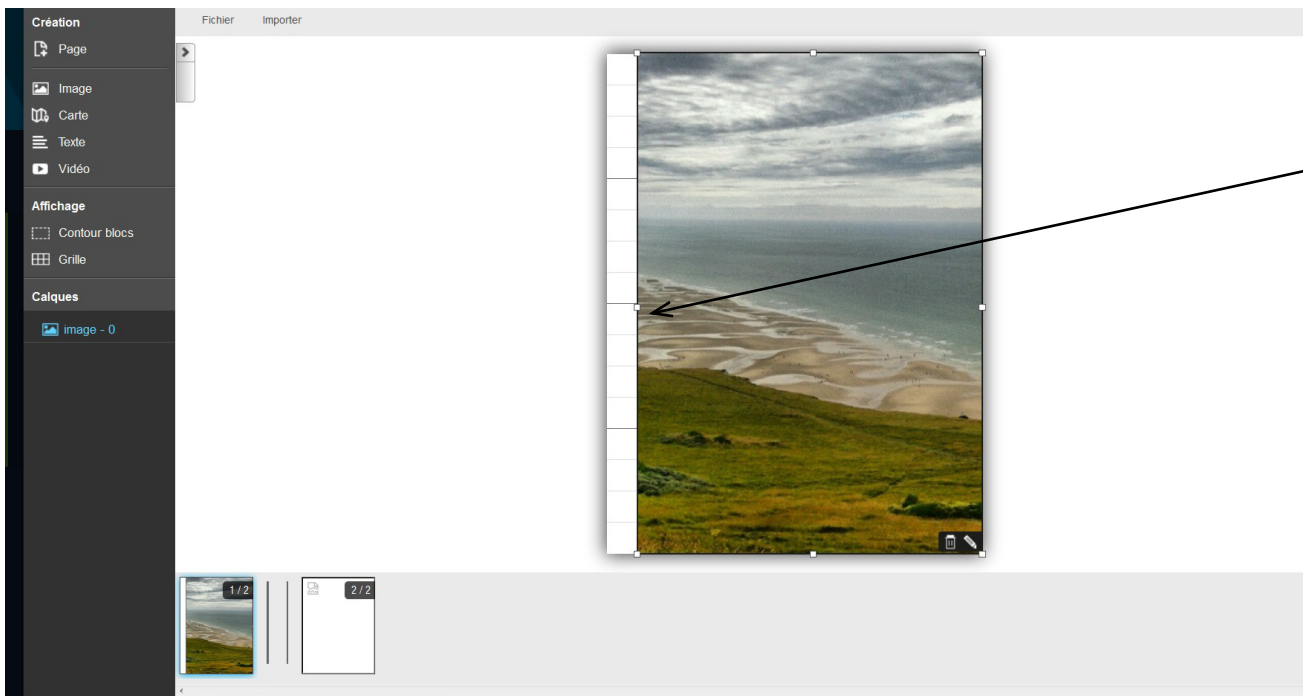 Création
Fichier
Importer
Page
Image
Carte
Texte
Vidéo
Affichage
Contour blocs
Grille
Calques
image - 0
1 / 2
2 / 2